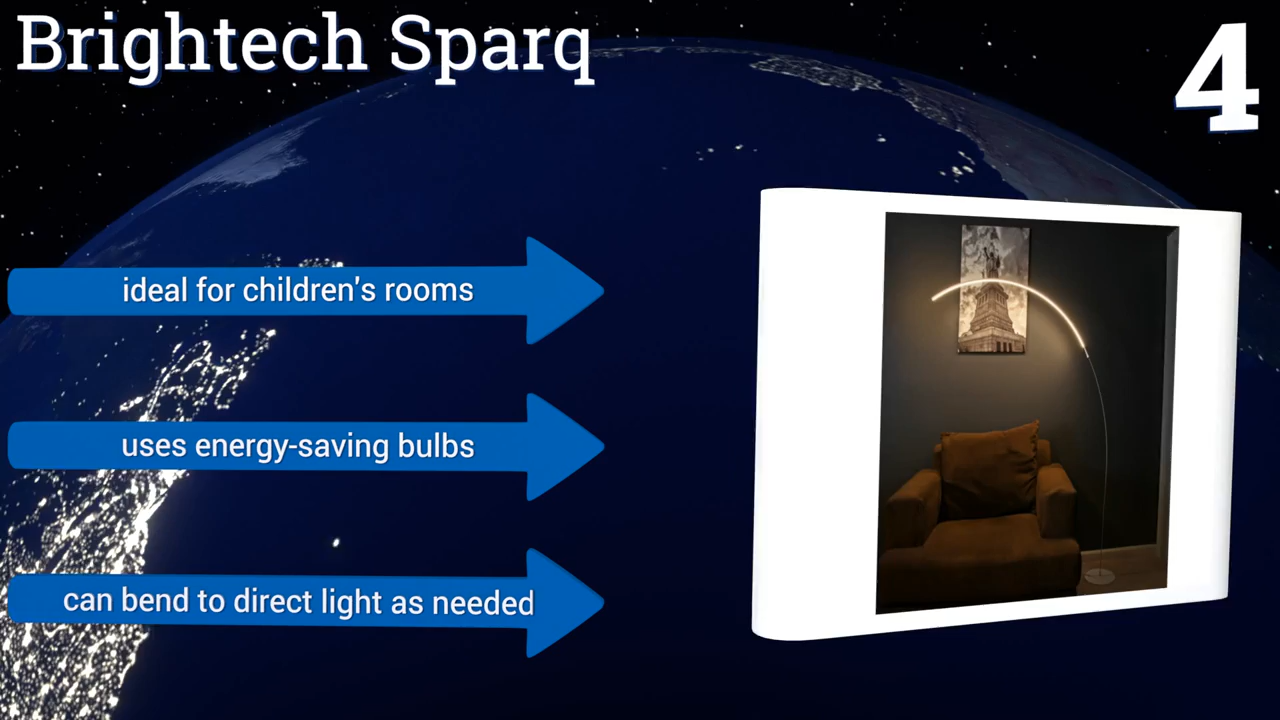 Brightech Sparq
4
ideal for children's rooms
uses energy-saving bulbs
can bend to direct light as needed